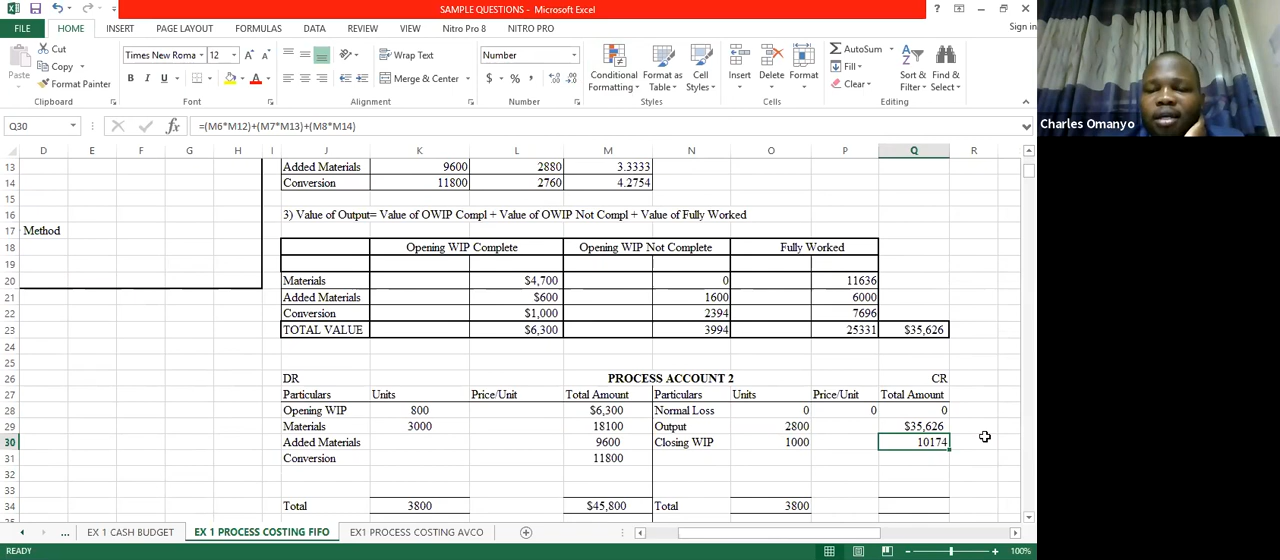 SAMPLE QUESTIONS - Microsoft Excel
Sign in
FILE HOME INSERT PAGE LAYOUT FORMULAS DATA REVIEW VIEW Nitro Pro 8 NITRO PRO
Cut
Copy
Format Painter
Paste
Clipboard
Times New Roma 12
B I U
Font
Wrap Text
Merge & Center
Alignment
Number
$ % ,
Number
Conditional Formatting
Format as Table
Cell Styles
Styles
Insert Delete Format
Cells
AutoSum
Fill
Clear
Sort & Filter
Find & Select
Editing
Charles Omanyo
Q30 fx =(M6*M12)+(M7*M13)+(M8*M14)
D E F G H I J K L M N O P Q R
13 Added Materials 9600 2880 3.3333
14 Conversion 11800 2760 4.2754
15
16 3) Value of Output= Value of OWIP Compl + Value of OWIP Not Compl + Value of Fully Worked
17 Method
18 Opening WIP Complete Opening WIP Not Complete Fully Worked
19
20 Materials $4,700 0 11636
21 Added Materials $600 1600 6000
22 Conversion $1,000 2394 7696
23 TOTAL VALUE $6,300 3994 25331 $35,626
24
25
26 DR PROCESS ACCOUNT 2 CR
27 Particulars Units Price/Unit Total Amount Particulars Units Price/Unit Total Amount
28 Opening WIP 800 $6,300 Normal Loss 0 0 0
29 Materials 3000 18100 Output 2800 $35,626
30 Added Materials 9600 Closing WIP 1000 10174
31 Conversion 11800
32
33
34 Total 3800 $45,800 Total 3800
... EX 1 CASH BUDGET EX 1 PROCESS COSTING FIFO EX1 PROCESS COSTING AVCO
READY 100%